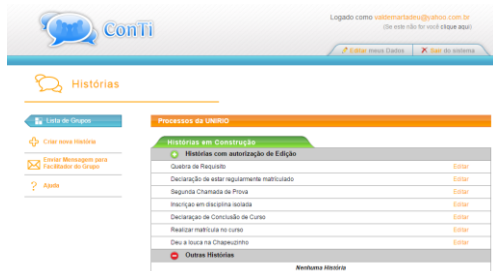 ConTi
Logado como valdemartadeu@yahoo.com.br
(Se este não for você clique aqui)
Editar meus Dados
Sair do sistema
Histórias
Lista de Grupos
Criar nova História
Enviar Mensagem para
Facilitador do Grupo
Ajuda
Processos da UNIRIO
Histórias em Construção
Histórias com autorização de Edição
Quebra de Requisito Editar
Declaração de estar regularmente matriculado Editar
Segunda Chamada de Prova Editar
Inscriçao em disciplina isolada Editar
Declaraçao de Conclusão de Curso Editar
Realizar matrícula no curso Editar
Deu a louca na Chapeuzinho Editar
Outras Histórias
Nenhuma História